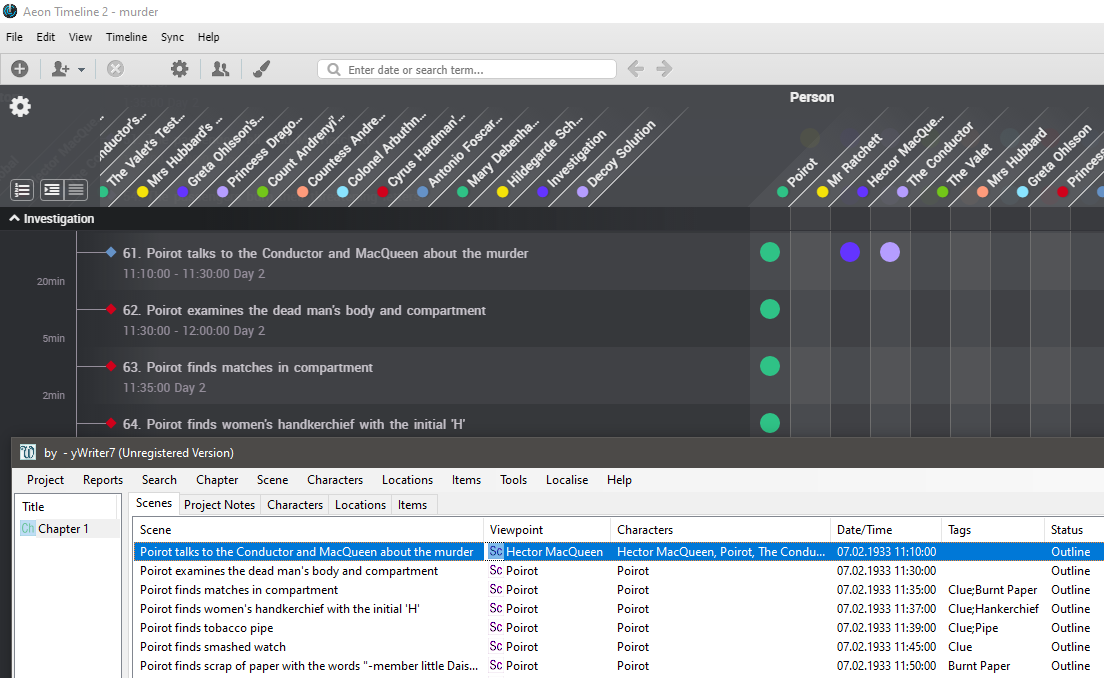 Aeon Timeline 2 - murder
File Edit View Timeline Sync Help
Enter date or search term...
Person
The Valet's Test...
Mrs Hubbard's ...
Greta Ohlsson's...
Princess Drago...
Count Andrenyi'...
Countess Andre...
Colonel Arbuthn...
Cyrus Hardman'...
Antonio Foscar...
Mary Debenha...
Hildegarde Sch...
Investigation
Decoy Solution
Poirot
Mr Ratchett
Hector MacQue...
The Conductor
The Valet
Mrs Hubbard
Greta Ohlsson
Investigation
61. Poirot talks to the Conductor and MacQueen about the murder
11:10:00 - 11:30:00 Day 2
20min
62. Poirot examines the dead man's body and compartment
11:30:00 - 12:00:00 Day 2
5min
63. Poirot finds matches in compartment
11:35:00 Day 2
2min
64. Poirot finds women's handkerchief with the initial 'H'
by - yWriter7 (Unregistered Version)
Project Reports Search Chapter Scene Characters Locations Items Tools Localise Help
Title
Ch Chapter 1
Scenes Project Notes Characters Locations Items
Scene Viewpoint Characters Date/Time Tags Status
Poirot talks to the Conductor and MacQueen about the murder Sc Hector MacQueen Hector MacQueen, Poirot, The Condu... 07.02.1933 11:10:00 Outline
Poirot examines the dead man's body and compartment Sc Poirot Poirot 07.02.1933 11:30:00 Outline
Poirot finds matches in compartment Sc Poirot Poirot 07.02.1933 11:35:00 Clue;Burnt Paper Outline
Poirot finds women's handkerchief with the initial 'H' Sc Poirot Poirot 07.02.1933 11:37:00 Clue;Hankerchief Outline
Poirot finds tobacco pipe Sc Poirot Poirot 07.02.1933 11:39:00 Clue;Pipe Outline
Poirot finds smashed watch Sc Poirot Poirot 07.02.1933 11:45:00 Clue Outline
Poirot finds scrap of paper with the words "-member little Dais... Sc Poirot Poirot 07.02.1933 11:50:00 Burnt Paper Outline